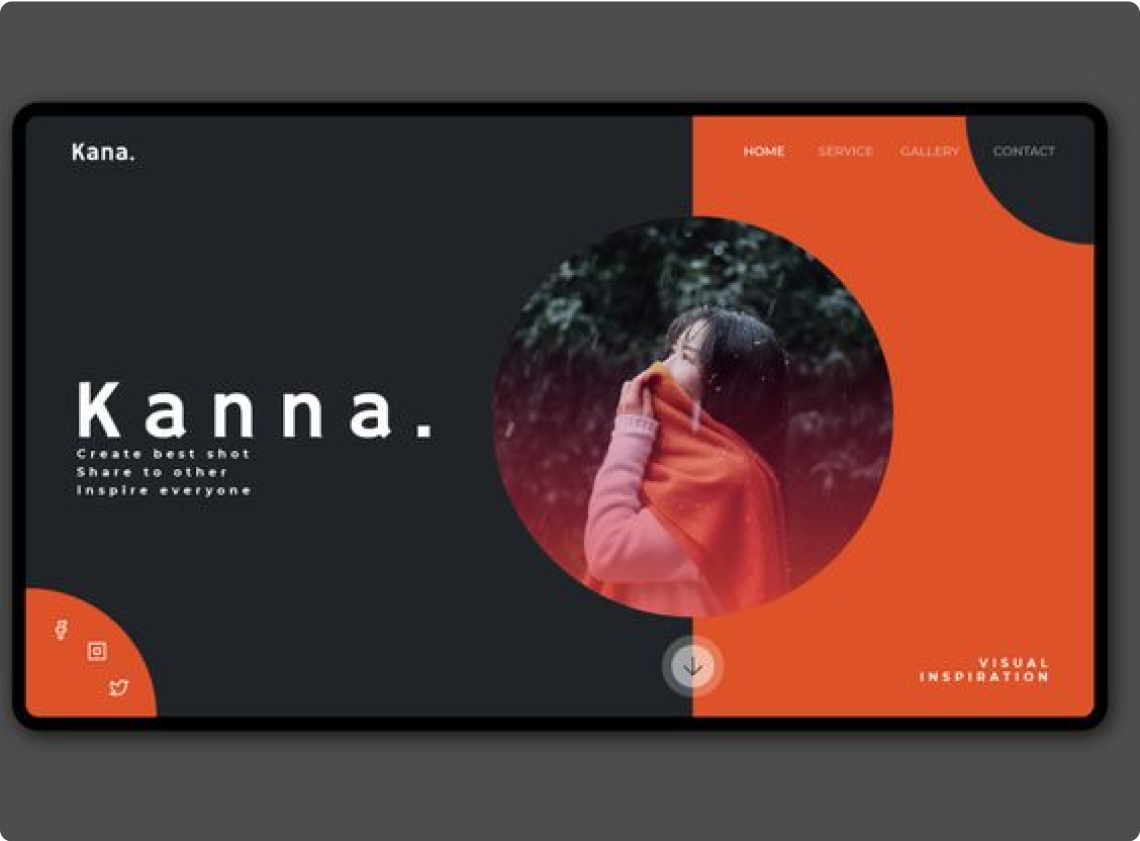 Kana.
HOME SERVICE GALLERY CONTACT
Kanna.
Create best shot
Share to other
Inspire everyone
VISUAL
INSPIRATION